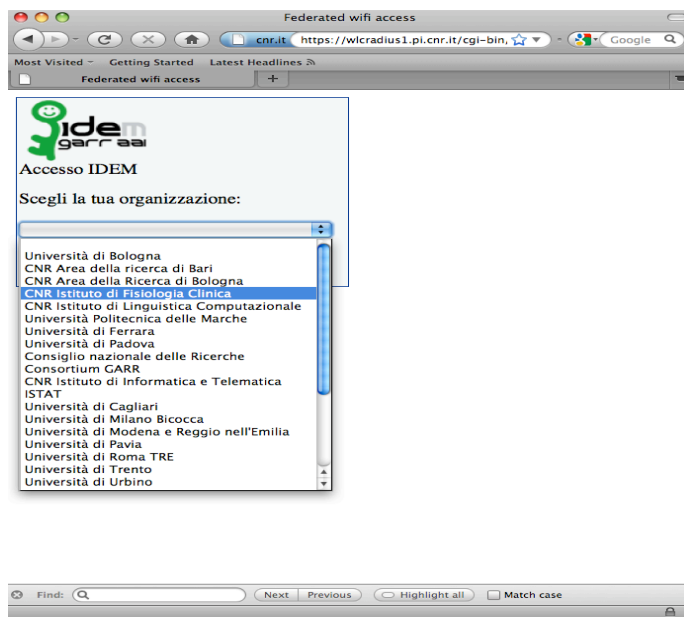 Federated wifi access
cnr.it https://wlcradius1.pi.cnr.it/cgi-bin, Google
Most Visited Getting Started Latest Headlines
Federated wifi access +
idem
garr aai
Accesso IDEM
Scegli la tua organizzazione:
Università di Bologna
CNR Area della ricerca di Bari
CNR Area della Ricerca di Bologna
CNR Istituto di Fisiologia Clinica
CNR Istituto di Linguistica Computazionale
Università Politecnica delle Marche
Università di Ferrara
Università di Padova
Consiglio nazionale delle Ricerche
Consortium GARR
CNR Istituto di Informatica e Telematica
ISTAT
Università di Cagliari
Università di Milano Bicocca
Università di Modena e Reggio nell'Emilia
Università di Pavia
Università di Roma TRE
Università di Trento
Università di Urbino
Find: Next Previous Highlight all Match case